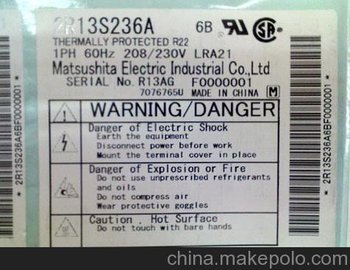 2R13S236A 6B
THERMALLY PROTECTED R22
1PH 60Hz 208/230V LRA21
Matsushita Electric Industrial Co.,Ltd
SERIAL No. R13AG F0000001
7076765U MADE IN CHINA M
WARNING/DANGER
Danger of Electric Shock
Earth the equipment
Disconnect power before work
Mount the terminal cover in place
Danger of Explosion or Fire
Do not use unprescribed refrigerants
and oils
Do not compress air
Wear protective goggles
Caution, Hot Surface
Do not touch with bare hands
* 2R13S236A6BF0000001 *
* 2R13S236A6BF0000001 *
china.makepolo.com